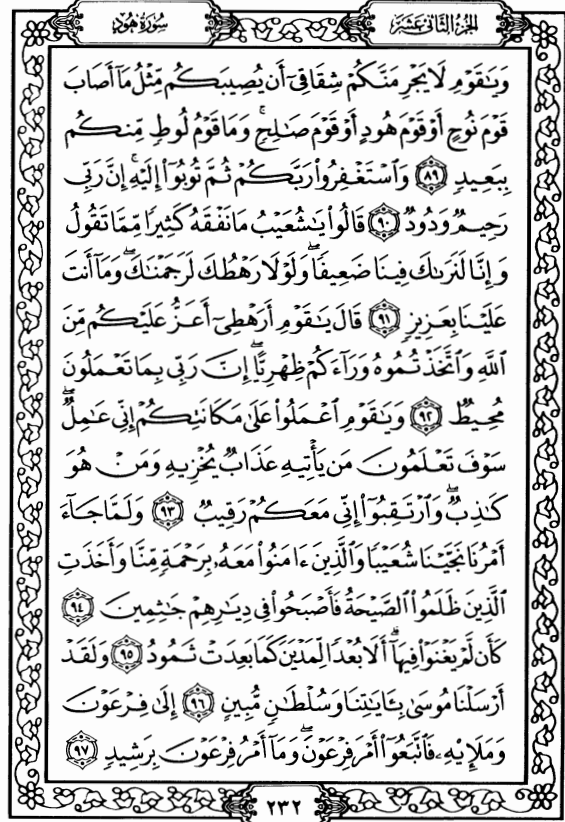 الجزء الثاني عشر
سورة هود
وَيَـٰقَوْمِ لَا يَجْرِمَنَّكُمْ شِقَاقِىٓ أَن يُصِيبَكُم مِّثْلُ مَآ أَصَابَ
قَوْمَ نُوحٍ أَوْ قَوْمَ هُودٍ أَوْ قَوْمَ صَـٰلِحٍ ۚ وَمَا قَوْمُ لُوطٍ مِّنكُم
بِبَعِيدٍ ٨٩ وَٱسْتَغْفِرُوا۟ رَبَّكُمْ ثُمَّ تُوبُوٓا۟ إِلَيْهِ ۚ إِنَّ رَبِّى
رَحِيمٌ وَدُودٌ ٩٠ قَالُوا۟ يَـٰشُعَيْبُ مَا نَفْقَهُ كَثِيرًا مِّمَّا تَقُولُ
وَإِنَّا لَنَرَىٰكَ فِينَا ضَعِيفًا ۖ وَلَوْلَا رَهْطُكَ لَرَجَمْنَـٰكَ ۖ وَمَآ أَنتَ
عَلَيْنَا بِعَزِيزٍ ٩١ قَالَ يَـٰقَوْمِ أَرَهْطِىٓ أَعَزُّ عَلَيْكُم مِّنَ
ٱللَّهِ وَٱتَّخَذْتُمُوهُ وَرَآءَكُمْ ظِهْرِيًّا ۖ إِنَّ رَبِّى بِمَا تَعْمَلُونَ
مُحِيطٌ ٩٢ وَيَـٰقَوْمِ ٱعْمَلُوا۟ عَلَىٰ مَكَانَتِكُمْ إِنِّى عَـٰمِلٌ ۖ
سَوْفَ تَعْلَمُونَ مَن يَأْتِيهِ عَذَابٌ يُخْزِيهِ وَمَنْ هُوَ
كَـٰذِبٌ ۖ وَٱرْتَقِبُوٓا۟ إِنِّى مَعَكُمْ رَقِيبٌ ٩٣ وَلَمَّا جَآءَ
أَمْرُنَا نَجَّيْنَا شُعَيْبًا وَٱلَّذِينَ ءَامَنُوا۟ مَعَهُۥ بِرَحْمَةٍ مِّنَّا وَأَخَذَتِ
ٱلَّذِينَ ظَلَمُوا۟ ٱلصَّيْحَةُ فَأَصْبَحُوا۟ فِى دِيَـٰرِهِمْ جَـٰثِمِينَ ٩٤
كَأَن لَّمْ يَغْنَوْا۟ فِيهَآ ۗ أَلَا بُعْدًا لِّمَدْيَنَ كَمَا بَعِدَتْ ثَمُودُ ٩٥ وَلَقَدْ
أَرْسَلْنَا مُوسَىٰ بِـَٔايَـٰتِنَا وَسُلْطَـٰنٍ مُّبِينٍ ٩٦ إِلَىٰ فِرْعَوْنَ
وَمَلَإِي۟هِۦ فَٱتَّبَعُوٓا۟ أَمْرَ فِرْعَوْنَ ۖ وَمَآ أَمْرُ فِرْعَوْنَ بِرَشِيدٍ ٩٧
٢٣٢